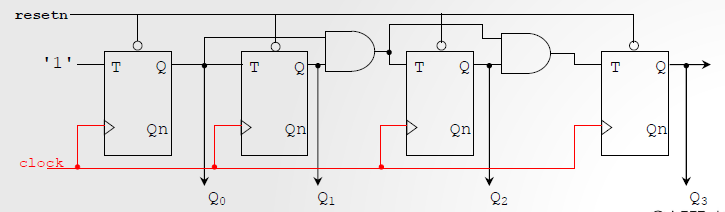 resetn
'1' T Q T Q T Q T Q
Qn Qn Qn Qn
clock
Q0 Q1 Q2 Q3